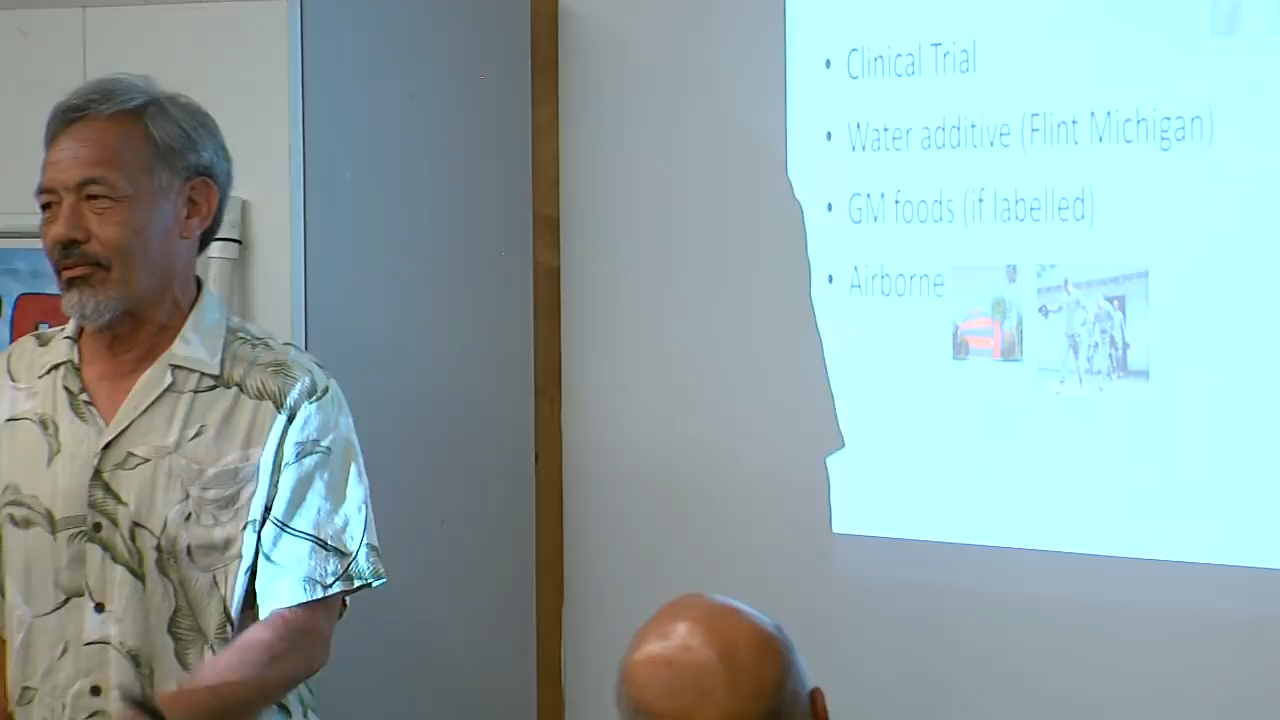 • Clinical Trial
• Water additive (Flint Michigan)
• GM foods (if labelled)
• Airborne